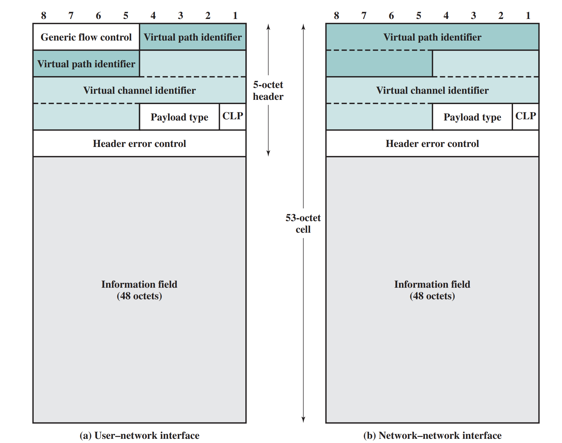 8 7 6 5 4 3 2 1
Generic flow control Virtual path identifier
Virtual path identifier
Virtual channel identifier
Payload type CLP
Header error control
Information field
(48 octets)
(a) User–network interface
5-octet
header
53-octet
cell
8 7 6 5 4 3 2 1
Virtual path identifier
Virtual channel identifier
Payload type CLP
Header error control
Information field
(48 octets)
(b) Network–network interface